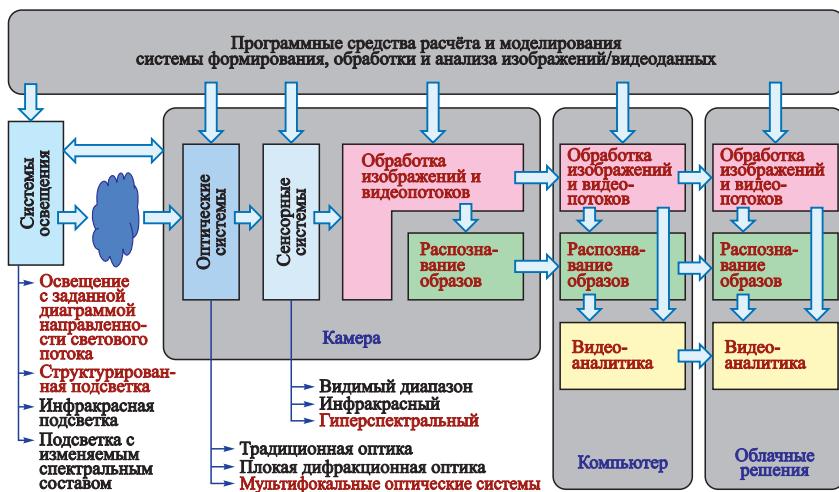 Программные средства расчёта и моделирования
системы формирования, обработки и анализа изображений/видеоданных
Системы
освещения
Оптические
системы
Сенсорные
системы
Обработка
изображений и
видеопотоков
Распозна-
вание
образов
Камера
Обработка
изображений
и видео-
потоков
Распозна-
вание
образов
Видео-
аналитика
Компьютер
Обработка
изображений
и видео-
потоков
Распозна-
вание
образов
Видео-
аналитика
Облачные
решения
Освещение
с заданной
диаграммой
направленно-
сти светового
потока
Структурирован-
ная подсветка
Инфракрасная
подсветка
Подсветка с
изменяемым
спектральным
составом
Традиционная оптика
Плокая дифракционная оптика
Мультифокальные оптические системы
Видимый диапазон
Инфракрасный
Гиперспектральный